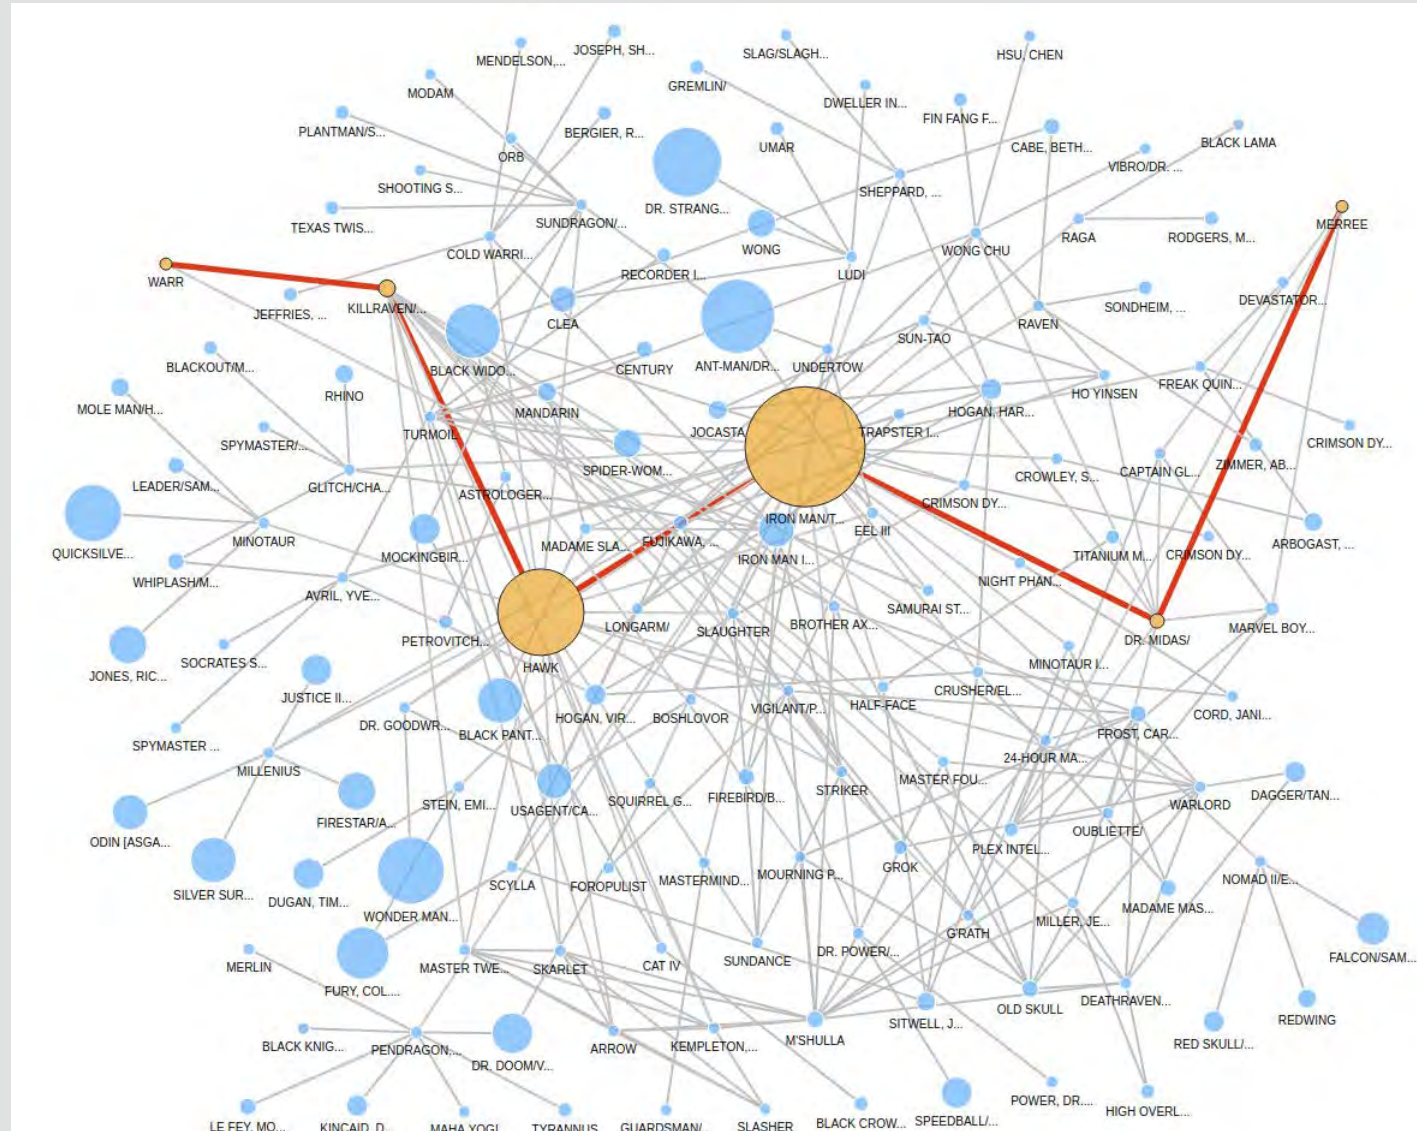 JOSEPH, SH...
MENDELSON,...
SLAG/SLAGH...
HSU, CHEN
MODAM
GREMLIN/
DWELLER IN...
FIN FANG F...
PLANTMAN/S...
BERGIER, R...
UMAR
CABE, BETH...
BLACK LAMA
ORB
VIBRO/DR. ...
SHOOTING S...
SHEPPARD, ...
DR. STRANG...
TEXAS TWIS...
SUNDRAGON/...
MERREE
WONG
RAGA
RODGERS, M...
COLD WARRI...
WONG CHU
RECORDER I...
LUDI
WARR
JEFFRIES, ...
KILLRAVEN/...
DEVASTATOR...
SONDHEIM, ...
CLEA
RAVEN
SUN-TAO
BLACKOUT/M...
BLACK WIDO...
CENTURY
ANT-MAN/DR...
UNDERTOW
RHINO
FREAK QUIN...
HO YINSEN
MOLE MAN/H...
MANDARIN
HOGAN, HAR...
TURMOIL
JOCASTA
TRAPSTER I...
SPYMASTER/...
CRIMSON DY...
SPIDER-WOM...
ZIMMER, AB...
LEADER/SAM...
GLITCH/CHA...
CROWLEY, S...
CAPTAIN GL...
ASTROLOGER...
CRIMSON DY...
IRON MAN/T...
EEL III
QUICKSILVE...
MINOTAUR
MOCKINGBIR...
MADAME SLA...
FUJIKAWA, ...
IRON MAN I...
TITANIUM M...
CRIMSON DY...
ARBOGAST, ...
WHIPLASH/M...
AVRIL, YVE...
NIGHT PHAN...
SAMURAI ST...
PETROVITCH...
LONGARM/
SLAUGHTER
BROTHER AX...
DR. MIDAS/
MARVEL BOY...
SOCRATES S...
JONES, RIC...
HAWK
MINOTAUR I...
JUSTICE II...
CRUSHER/EL...
DR. GOODWR...
BLACK PANT...
HOGAN, VIR...
BOSHLOVOR
VIGILANT/P...
HALF-FACE
CORD, JANI...
SPYMASTER ...
FROST, CAR...
MILLENIUS
24-HOUR MA...
MASTER FOU...
STEIN, EMI...
USAGENT/CA...
SQUIRREL G...
FIREBIRD/B...
STRIKER
WARLORD
DAGGER/TAN...
FIRESTAR/A...
ODIN [ASGA...
OUBLIETTE/
PLEX INTEL...
SILVER SUR...
DUGAN, TIM...
SCYLLA
FOROPULIST
MASTERMIND...
MOURNING P...
GROK
NOMAD II/E...
WONDER MAN...
MADAME MAS...
MILLER, JE...
G'RATH
MERLIN
MASTER TWE...
SKARLET
CAT IV
SUNDANCE
DR. POWER/...
FALCON/SAM...
FURY, COL....
OLD SKULL
DEATHRAVEN...
SITWELL, J...
REDWING
BLACK KNIG...
PENDRAGON,...
DR. DOOM/V...
ARROW
KEMPLETON,...
M'SHULLA
RED SKULL/...
POWER, DR....
HIGH OVERL...
LE FEY, MO...
KINCAID, D...
MAHA YOGI...
TYRANNUS
GUARDSMAN/...
SLASHER
BLACK CROW...
SPEEDBALL/...